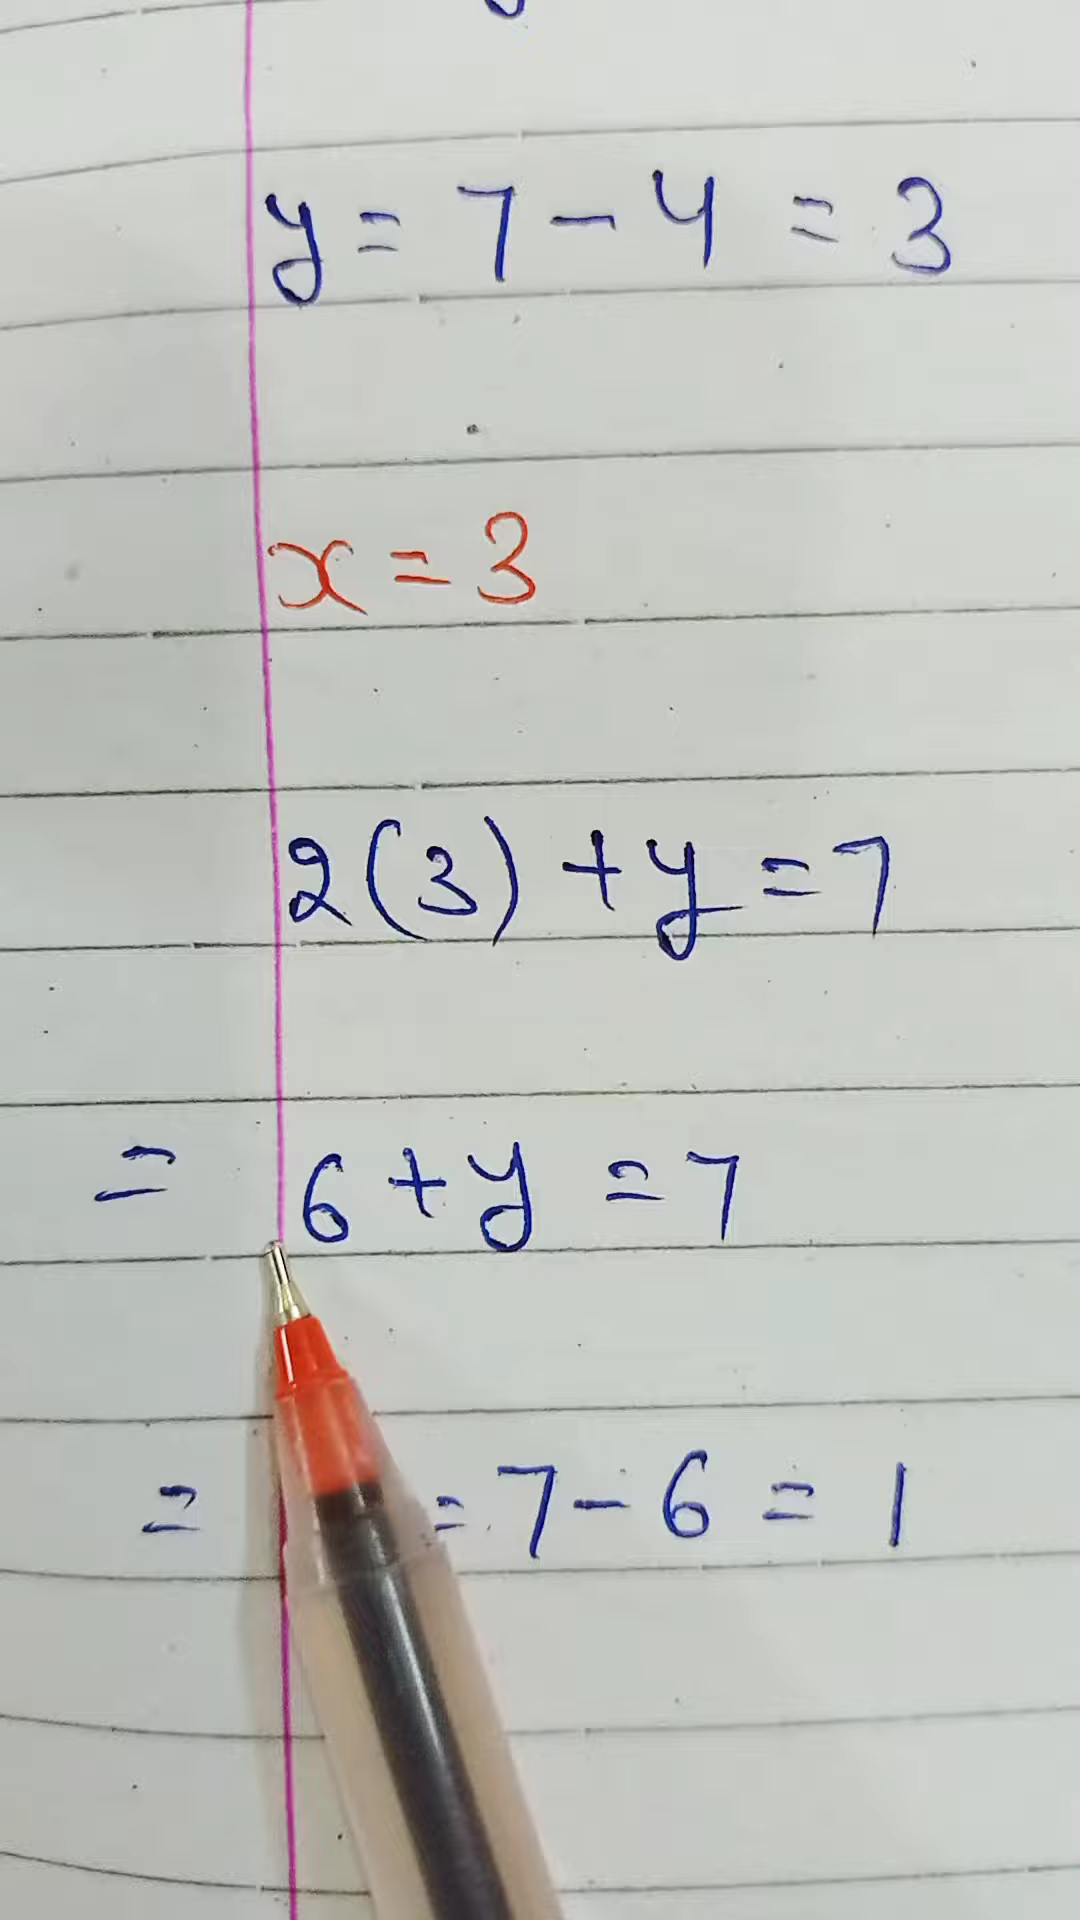 y = 7 - 4 = 3
x = 3
2(3) + y = 7
= 6 + y = 7
= = 7 - 6 = 1